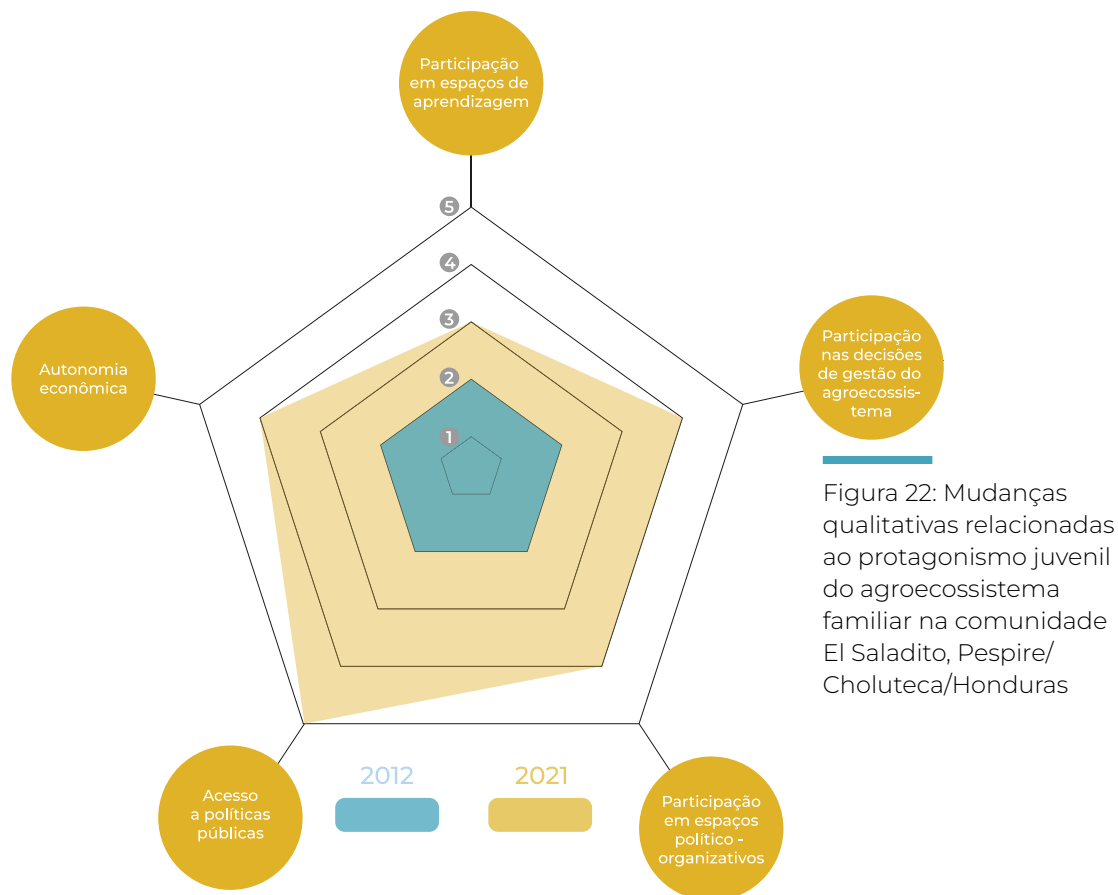 Participação
em espaços de
aprendizagem
5
4
3
2
1
Autonomia
econômica
Participação
nas decisões
de gestão do
agroecossis-
tema
Figura 22: Mudanças
qualitativas relacionadas
ao protagonismo juvenil
do agroecossistema
familiar na comunidade
El Saladito, Pespire/
Choluteca/Honduras
Acesso
a políticas
públicas
2012
2021
Participação
em espaços
político -
organizativos